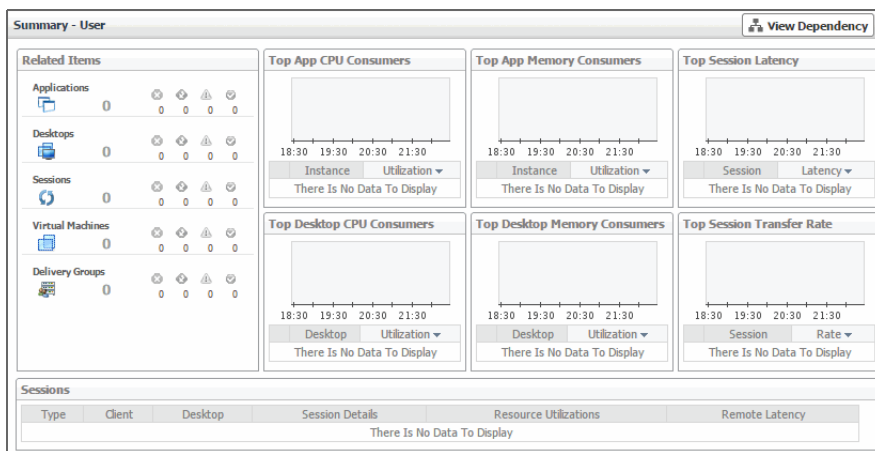 Summary - User
View Dependency
Related Items
Applications
0
0 0 0 0
Desktops
0
0 0 0 0
Sessions
0
0 0 0 0
Virtual Machines
0
0 0 0 0
Delivery Groups
0
0 0 0 0
Top App CPU Consumers
18:30 19:30 20:30 21:30
Instance Utilization
There Is No Data To Display
Top App Memory Consumers
18:30 19:30 20:30 21:30
Instance Utilization
There Is No Data To Display
Top Session Latency
18:30 19:30 20:30 21:30
Session Latency
There Is No Data To Display
Top Desktop CPU Consumers
18:30 19:30 20:30 21:30
Desktop Utilization
There Is No Data To Display
Top Desktop Memory Consumers
18:30 19:30 20:30 21:30
Desktop Utilization
There Is No Data To Display
Top Session Transfer Rate
18:30 19:30 20:30 21:30
Session Rate
There Is No Data To Display
Sessions
Type Client Desktop Session Details Resource Utilizations Remote Latency
There Is No Data To Display